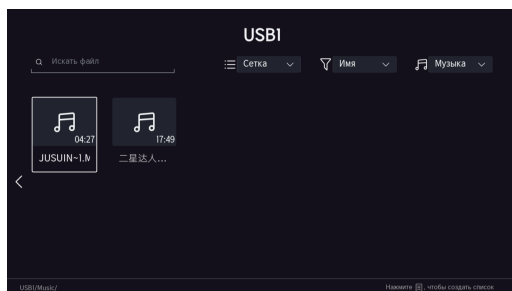 USB1
Искать файл
Сетка
Имя
Музыка
04:27
17:49
JUSUIN~1.M
二星达人...
USB1/Music/
Нажмите , чтобы создать список